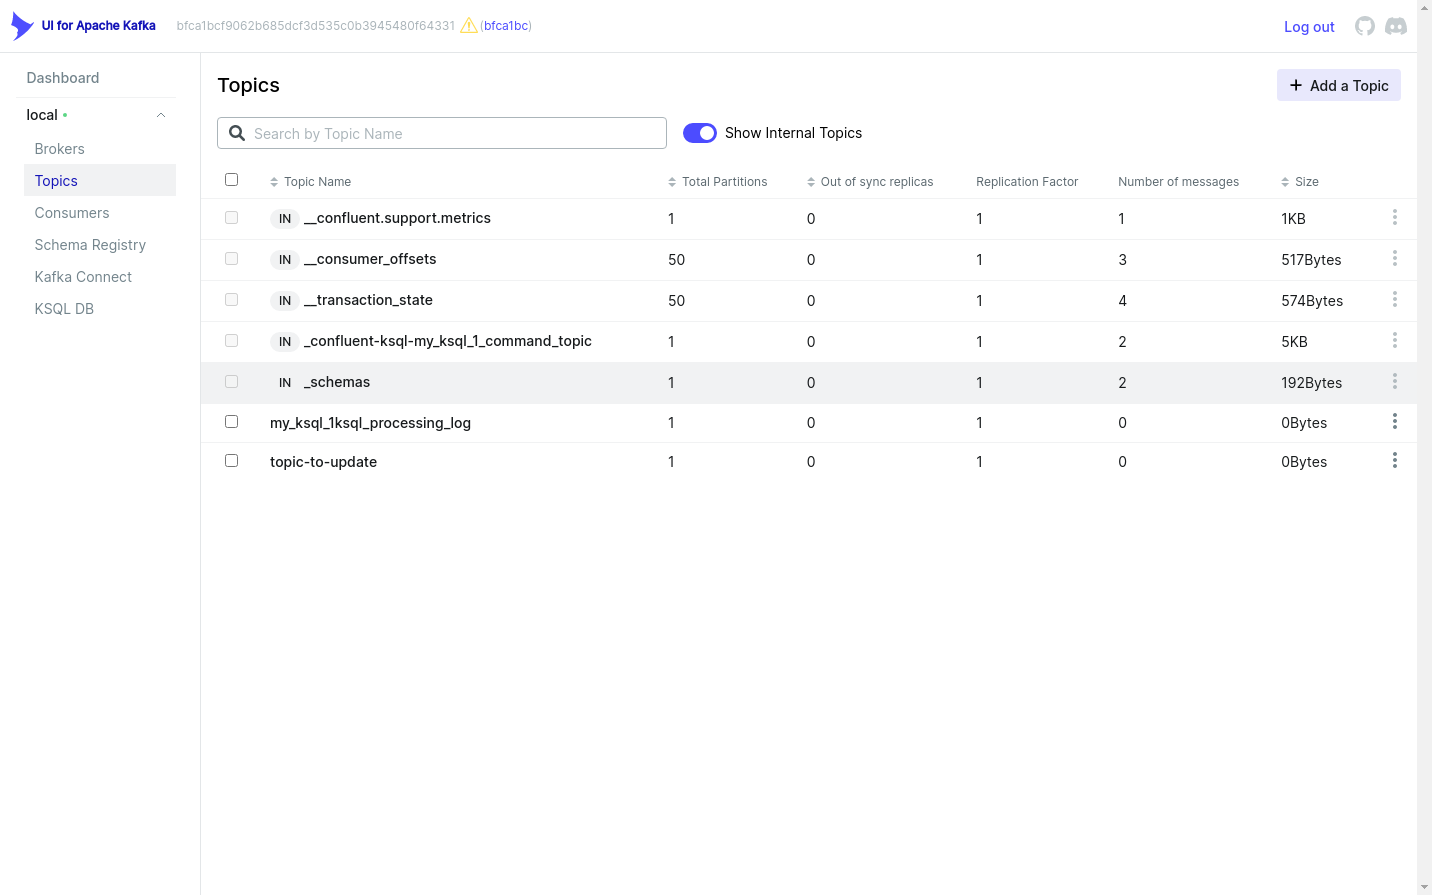 UI for Apache Kafka bfca1bcf9062b685dcf3d535c0b3945480f64331 (bfca1bc) Log out
Dashboard
local
Brokers
Topics
Consumers
Schema Registry
Kafka Connect
KSQL DB
Topics
Add a Topic
Search by Topic Name
Show Internal Topics
Topic Name Total Partitions Out of sync replicas Replication Factor Number of messages Size
IN __confluent.support.metrics 1 0 1 1 1KB
IN __consumer_offsets 50 0 1 3 517Bytes
IN __transaction_state 50 0 1 4 574Bytes
IN _confluent-ksql-my_ksql_1_command_topic 1 0 1 2 5KB
IN _schemas 1 0 1 2 192Bytes
my_ksql_1ksql_processing_log 1 0 1 0 0Bytes
topic-to-update 1 0 1 0 0Bytes